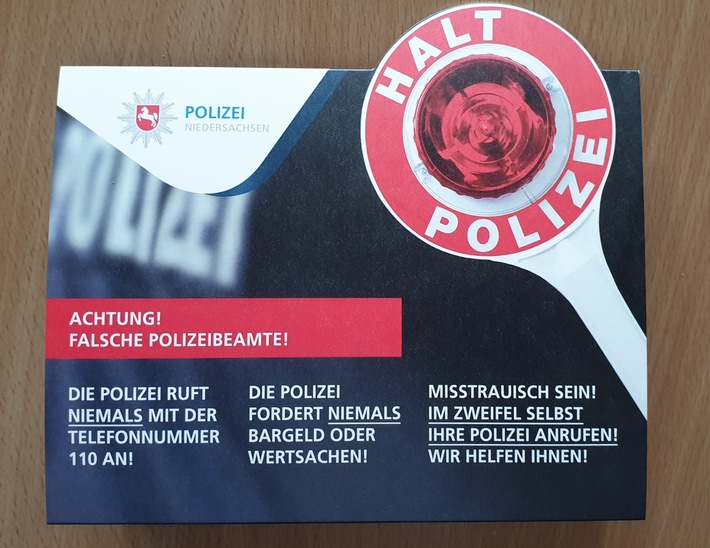 HALT
POLIZEI
POLIZEI
NIEDERSACHSEN
POLIZEI
ACHTUNG!
FALSCHE POLIZEIBEAMTE!
DIE POLIZEI RUFT
NIEMALS MIT DER
TELEFONNUMMER
110 AN!
DIE POLIZEI
FORDERT NIEMALS
BARGELD ODER
WERTSACHEN!
MISSTRAUISCH SEIN!
IM ZWEIFEL SELBST
IHRE POLIZEI ANRUFEN!
WIR HELFEN IHNEN!